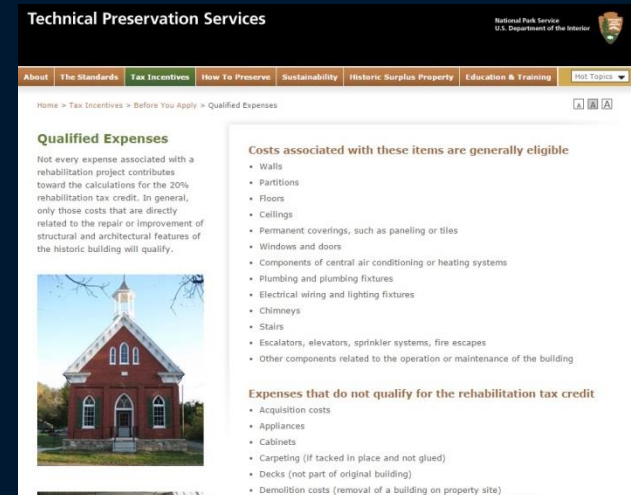 Technical Preservation Services
National Park Service
U.S. Department of the Interior
About The Standards Tax Incentives How To Preserve Sustainability Historic Surplus Property Education & Training Hot Topics
Home > Tax Incentives > Before You Apply > Qualified Expenses
A A A
Qualified Expenses
Not every expense associated with a
rehabilitation project contributes
toward the calculations for the 20%
rehabilitation tax credit. In general,
only those costs that are directly
related to the repair or improvement of
structural and architectural features of
the historic building will qualify.
Costs associated with these items are generally eligible
• Walls
• Partitions
• Floors
• Ceilings
• Permanent coverings, such as paneling or tiles
• Windows and doors
• Components of central air conditioning or heating systems
• Plumbing and plumbing fixtures
• Electrical wiring and lighting fixtures
• Chimneys
• Stairs
• Escalators, elevators, sprinkler systems, fire escapes
• Other components related to the operation or maintenance of the building
Expenses that do not qualify for the rehabilitation tax credit
• Acquisition costs
• Appliances
• Cabinets
• Carpeting (if tacked in place and not glued)
• Decks (not part of original building)
• Demolition costs (removal of a building on property site)